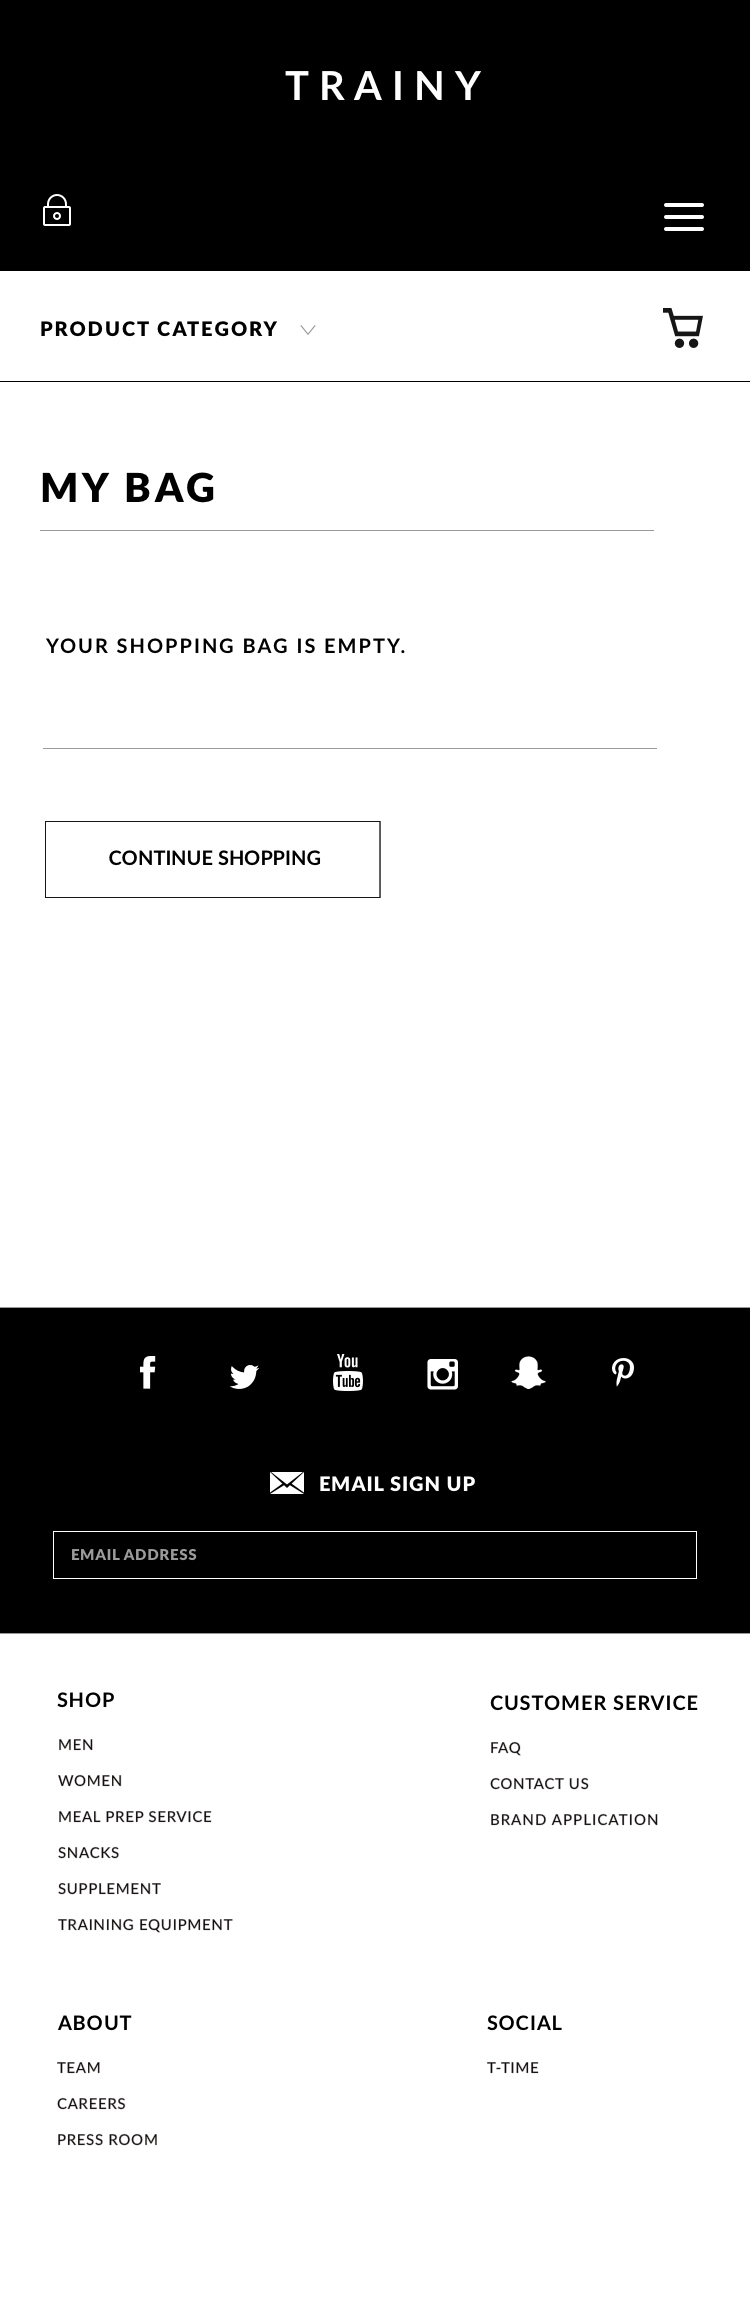 TRAINY
PRODUCT CATEGORY
MY BAG
YOUR SHOPPING BAG IS EMPTY.
CONTINUE SHOPPING
You
Tube
EMAIL SIGN UP
EMAIL ADDRESS
SHOP
MEN
WOMEN
MEAL PREP SERVICE
SNACKS
SUPPLEMENT
TRAINING EQUIPMENT
CUSTOMER SERVICE
FAQ
CONTACT US
BRAND APPLICATION
ABOUT
TEAM
CAREERS
PRESS ROOM
SOCIAL
T-TIME